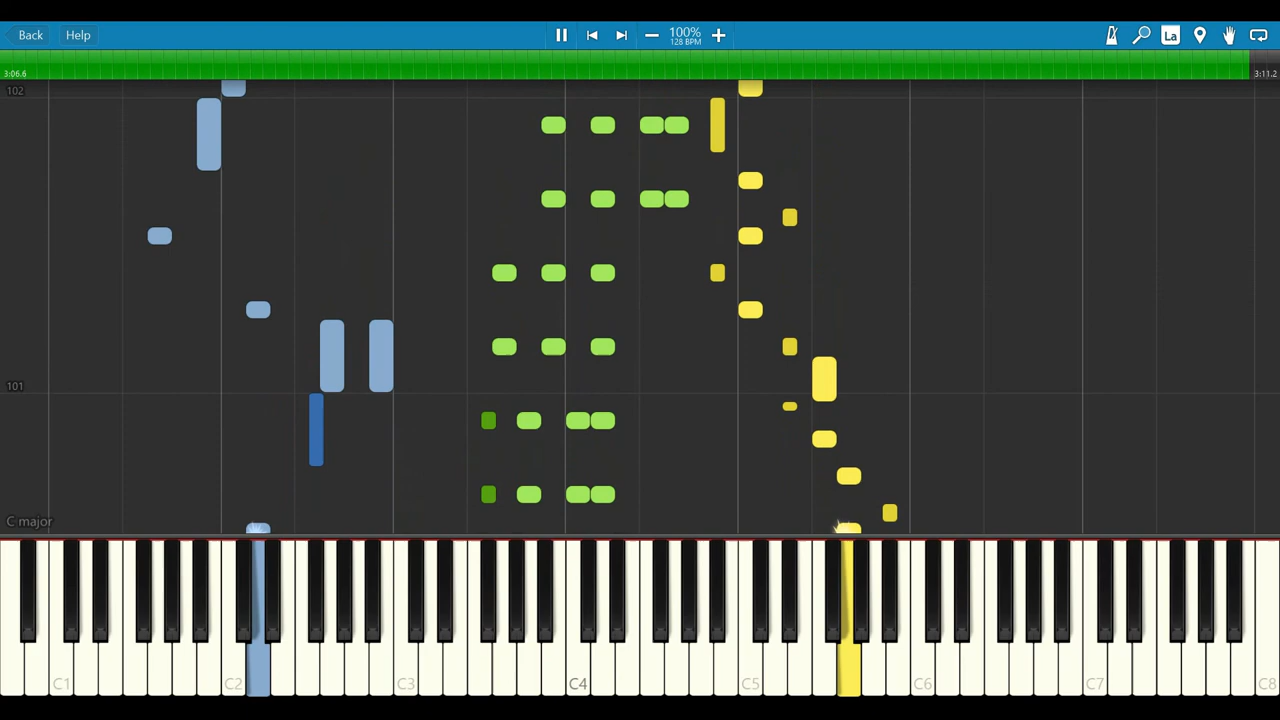 Back Help 100% La
128 BPM
3:06.6 3:11.2
102
101
C major
C1 C2 C3 C4 C5 C6 C7 C8